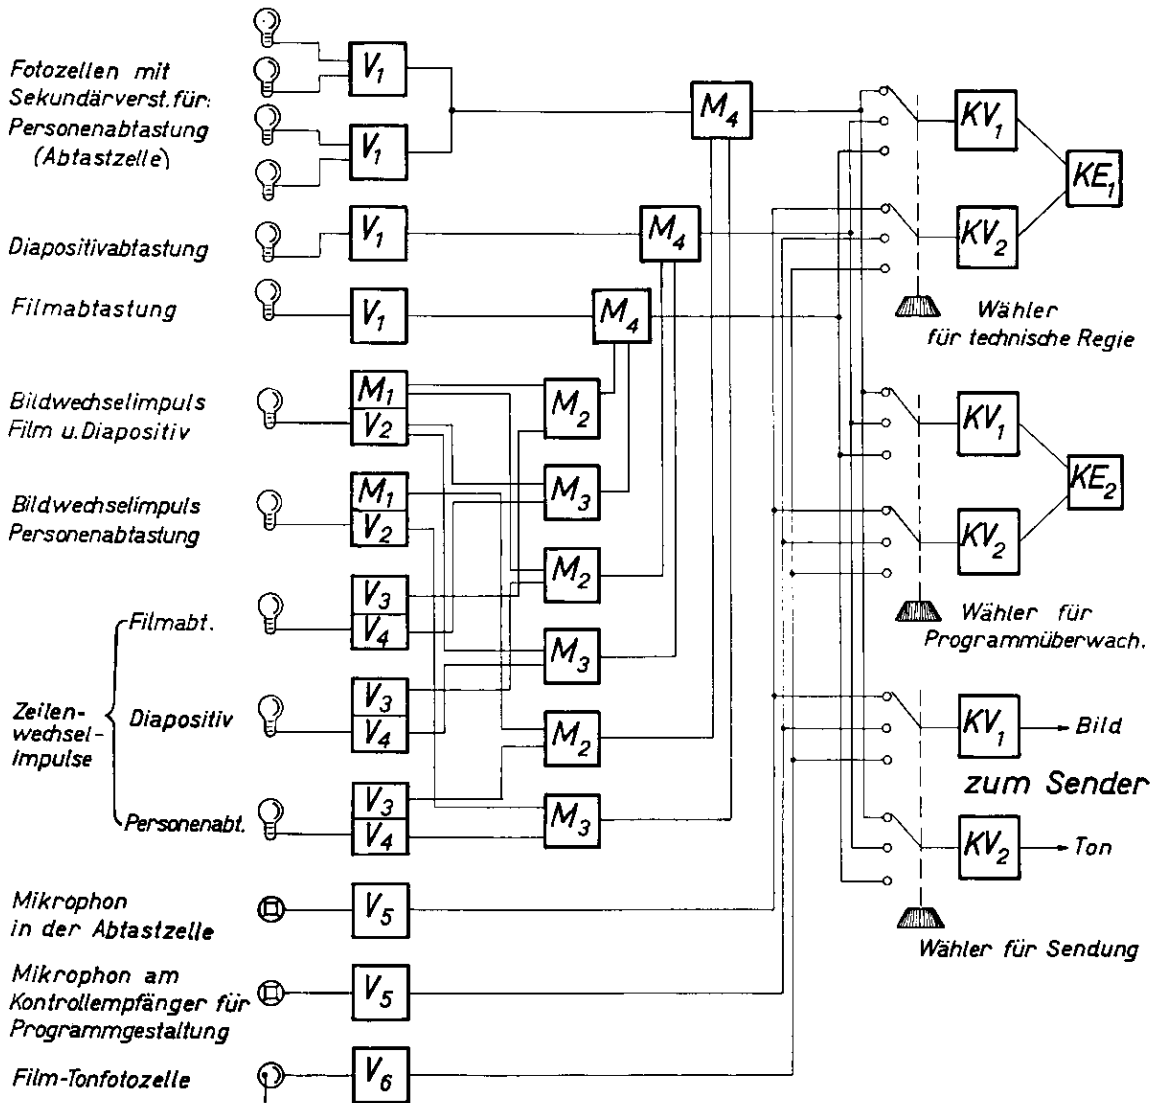 Fotozellen mit
Sekundärverst. für:
Personenabtastung
(Abtastzelle)
V1
V1
M4
KV1
KE1
Diapositivabtastung
V1
M4
KV2
Filmabtastung
V1
M4
Wähler
für technische Regie
Bildwechselimpuls
Film u. Diapositiv
M1
V2
M2
KV1
KE2
Bildwechselimpuls
Personenabtastung
M1
V2
M3
KV2
Zeilen-
wechsel-
impulse
Filmabt.
V3
V4
M2
Wähler für
Programmüberwach.
Diapositiv
V3
V4
M3
M2
KV1
Bild
zum Sender
Personenabt.
V3
V4
M3
KV2
Ton
Mikrophon
in der Abtastzelle
V5
Wähler für Sendung
Mikrophon am
Kontrollempfänger für
Programmgestaltung
V5
Film-Tonfotozelle
V6